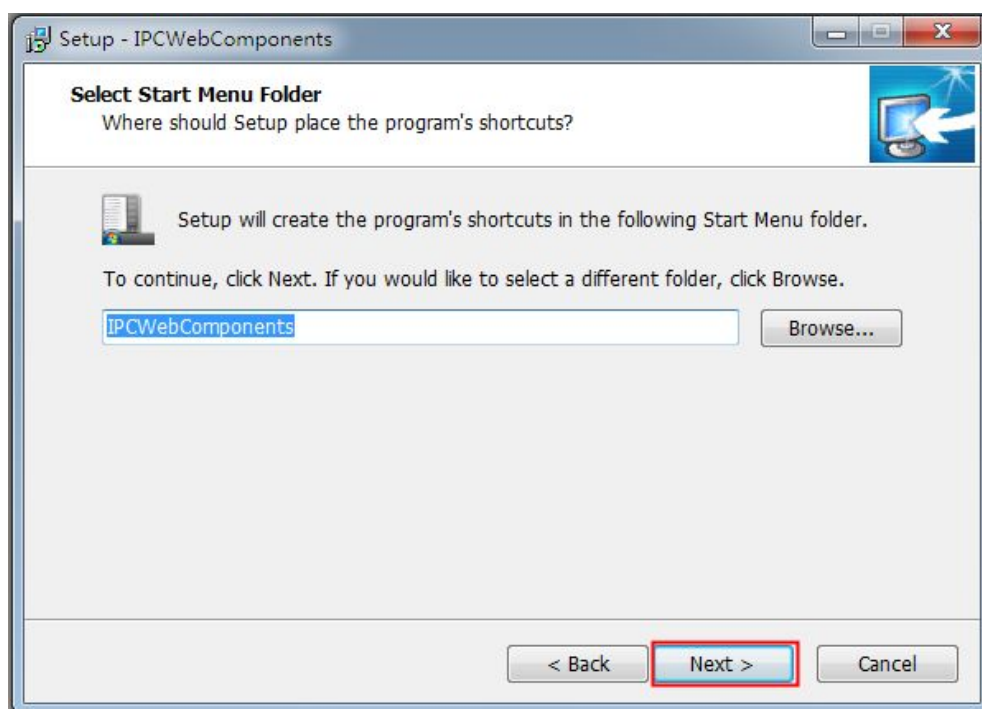 Setup - IPCWebComponents
Select Start Menu Folder
Where should Setup place the program's shortcuts?
Setup will create the program's shortcuts in the following Start Menu folder.
To continue, click Next. If you would like to select a different folder, click Browse.
IPCWebComponents
Browse...
< Back
Next >
Cancel